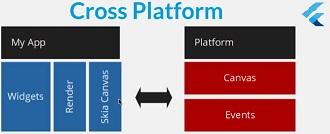 Cross Platform
My App
Widgets
Render
Skia Canvas
Platform
Canvas
Events